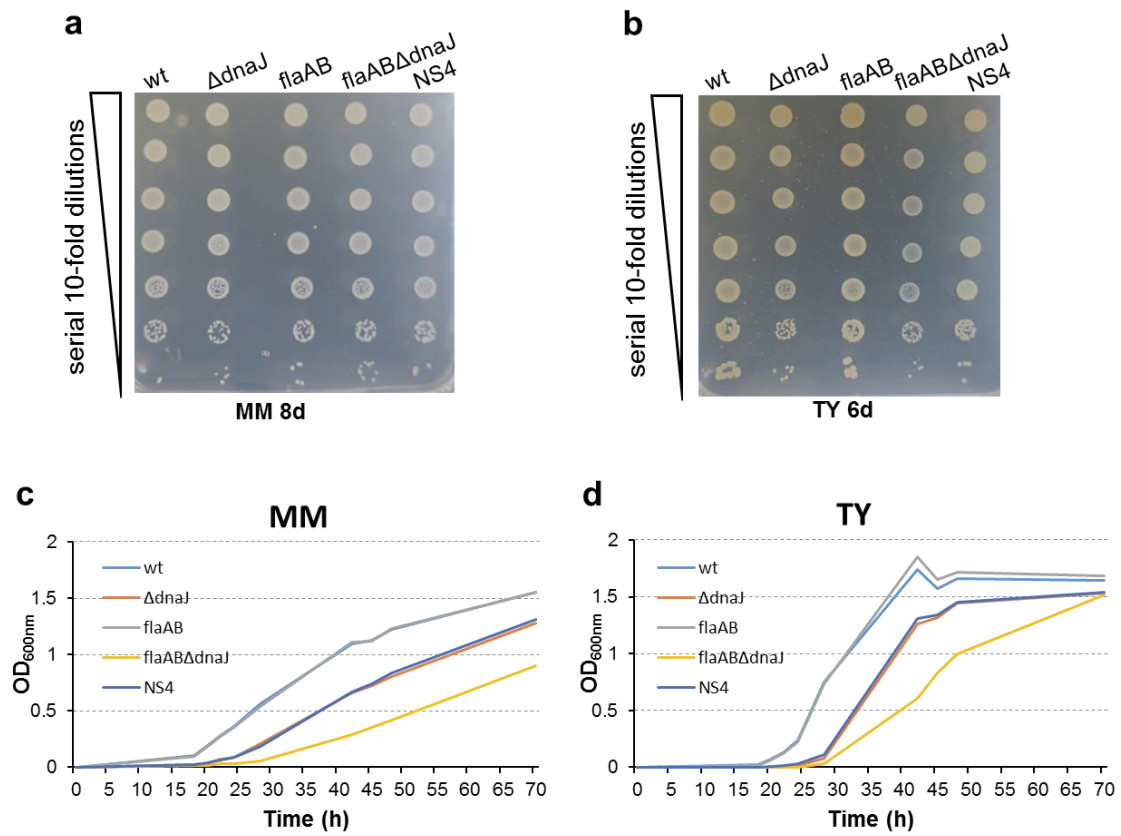 a
wt ΔdnaJ flaAB flaABΔdnaJ NS4
serial 10-fold dilutions
MM 8d
b
wt ΔdnaJ flaAB flaABΔdnaJ NS4
serial 10-fold dilutions
TY 6d
c
MM
OD600nm
2
1.5
1
0.5
0
wt
ΔdnaJ
flaAB
flaABΔdnaJ
NS4
0 5 10 15 20 25 30 35 40 45 50 55 60 65 70
Time (h)
d
TY
OD600nm
2
1.5
1
0.5
0
wt
ΔdnaJ
flaAB
flaABΔdnaJ
NS4
0 5 10 15 20 25 30 35 40 45 50 55 60 65 70
Time (h)